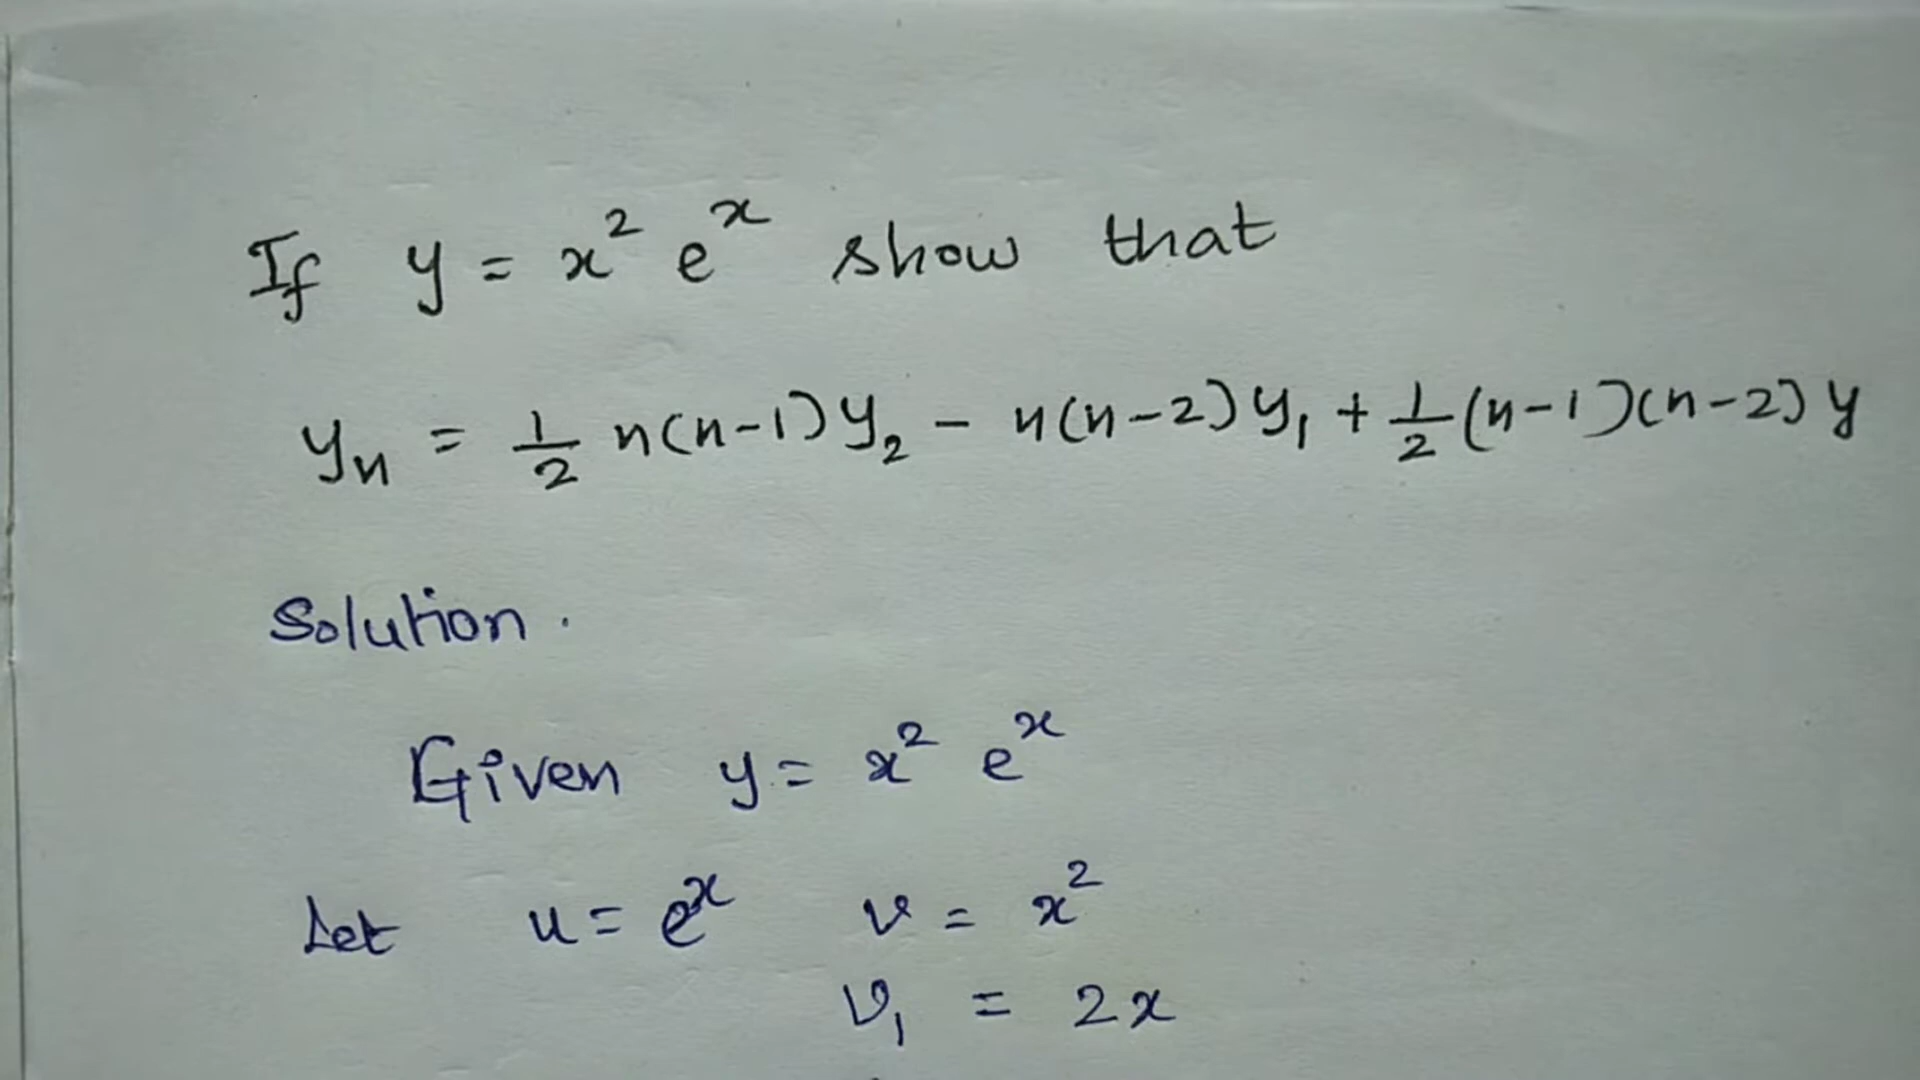 If y = x² eˣ show that
yₙ = 1/2 n(n-1)y₂ - n(n-2)y₁ + 1/2 (n-1)(n-2)y
Solution.
Given y = x² eˣ
Let u = eˣ v = x²
v₁ = 2x